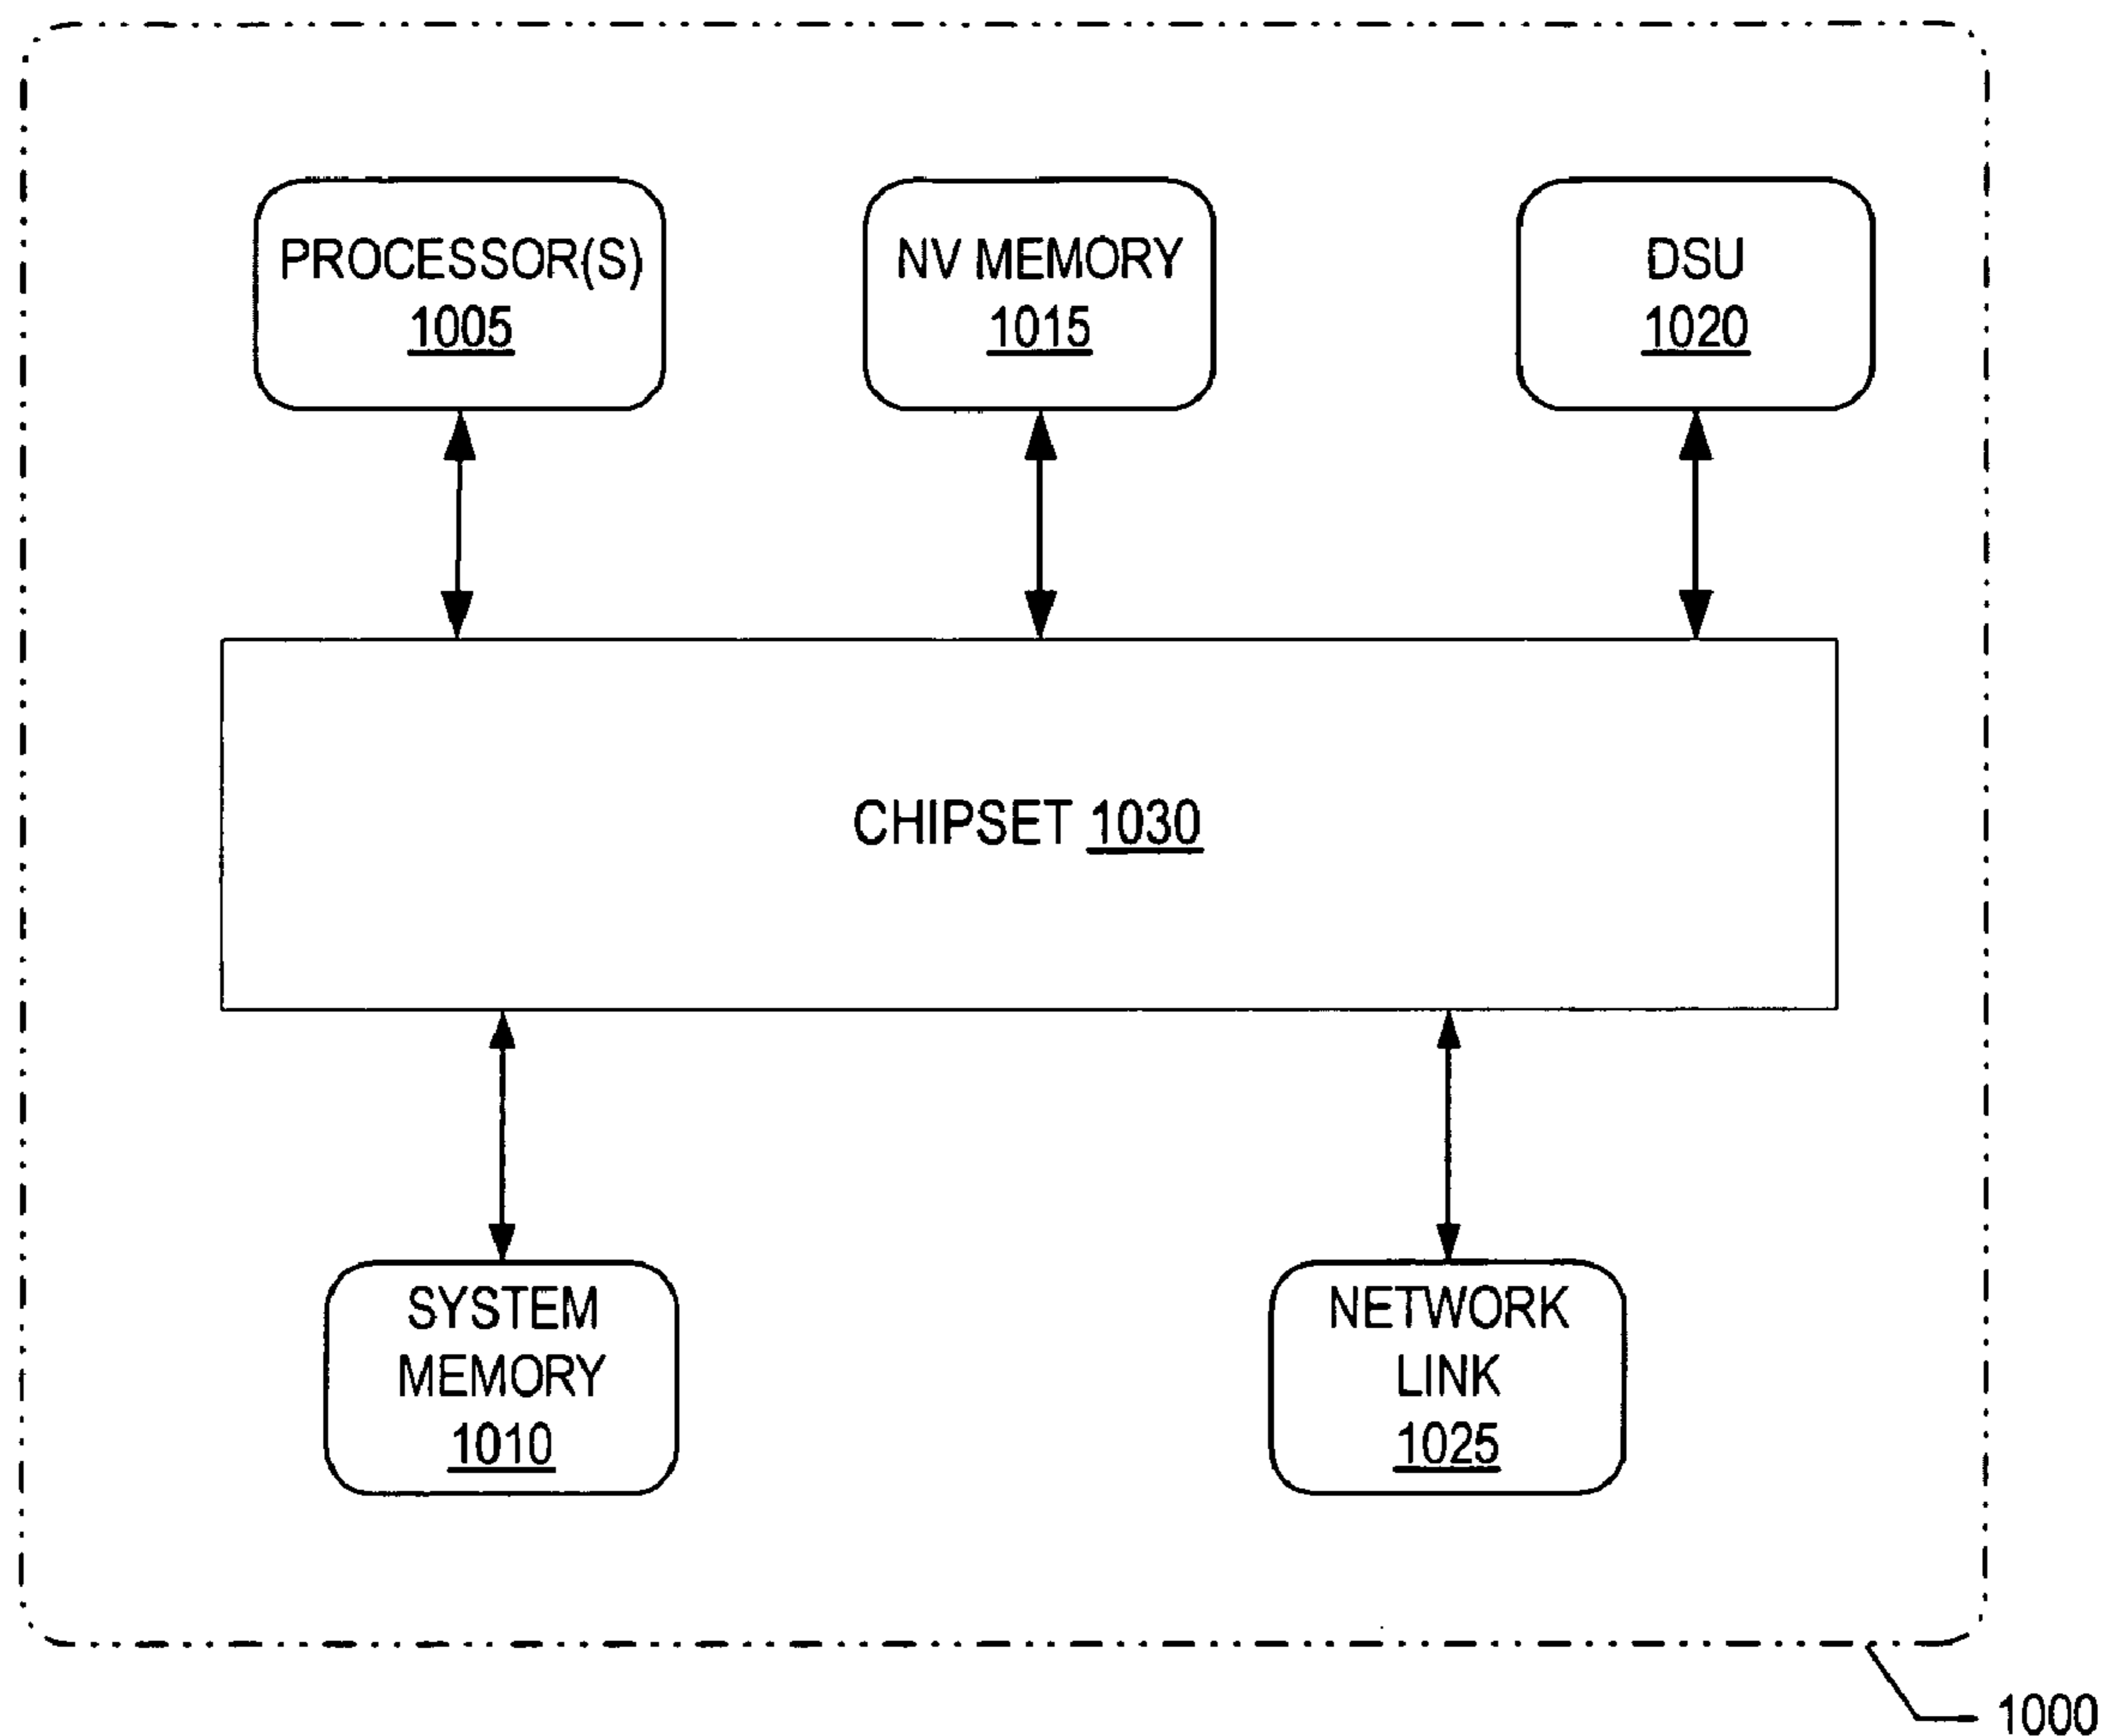 PROCESSOR(S)
1005
NV MEMORY
1015
DSU
1020
CHIPSET 1030
SYSTEM
MEMORY
1010
NETWORK
LINK
1025
1000